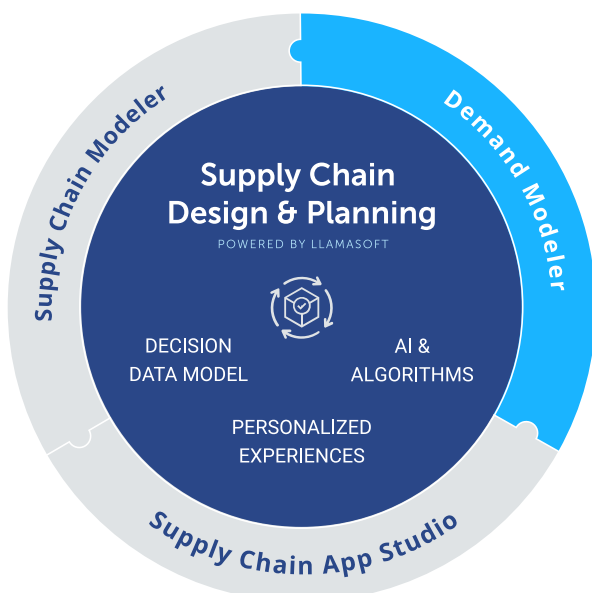 Supply Chain Modeler
Demand Modeler
Supply Chain
Design & Planning
POWERED BY LLAMASOFT
DECISION
DATA MODEL
AI &
ALGORITHMS
PERSONALIZED
EXPERIENCES
Supply Chain App Studio